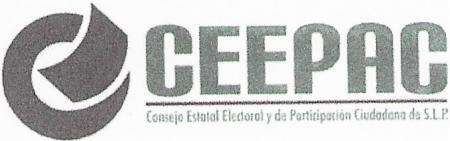 CEEPAC
Consejo Estatal Electoral y de Participación Ciudadana de S.L.P.